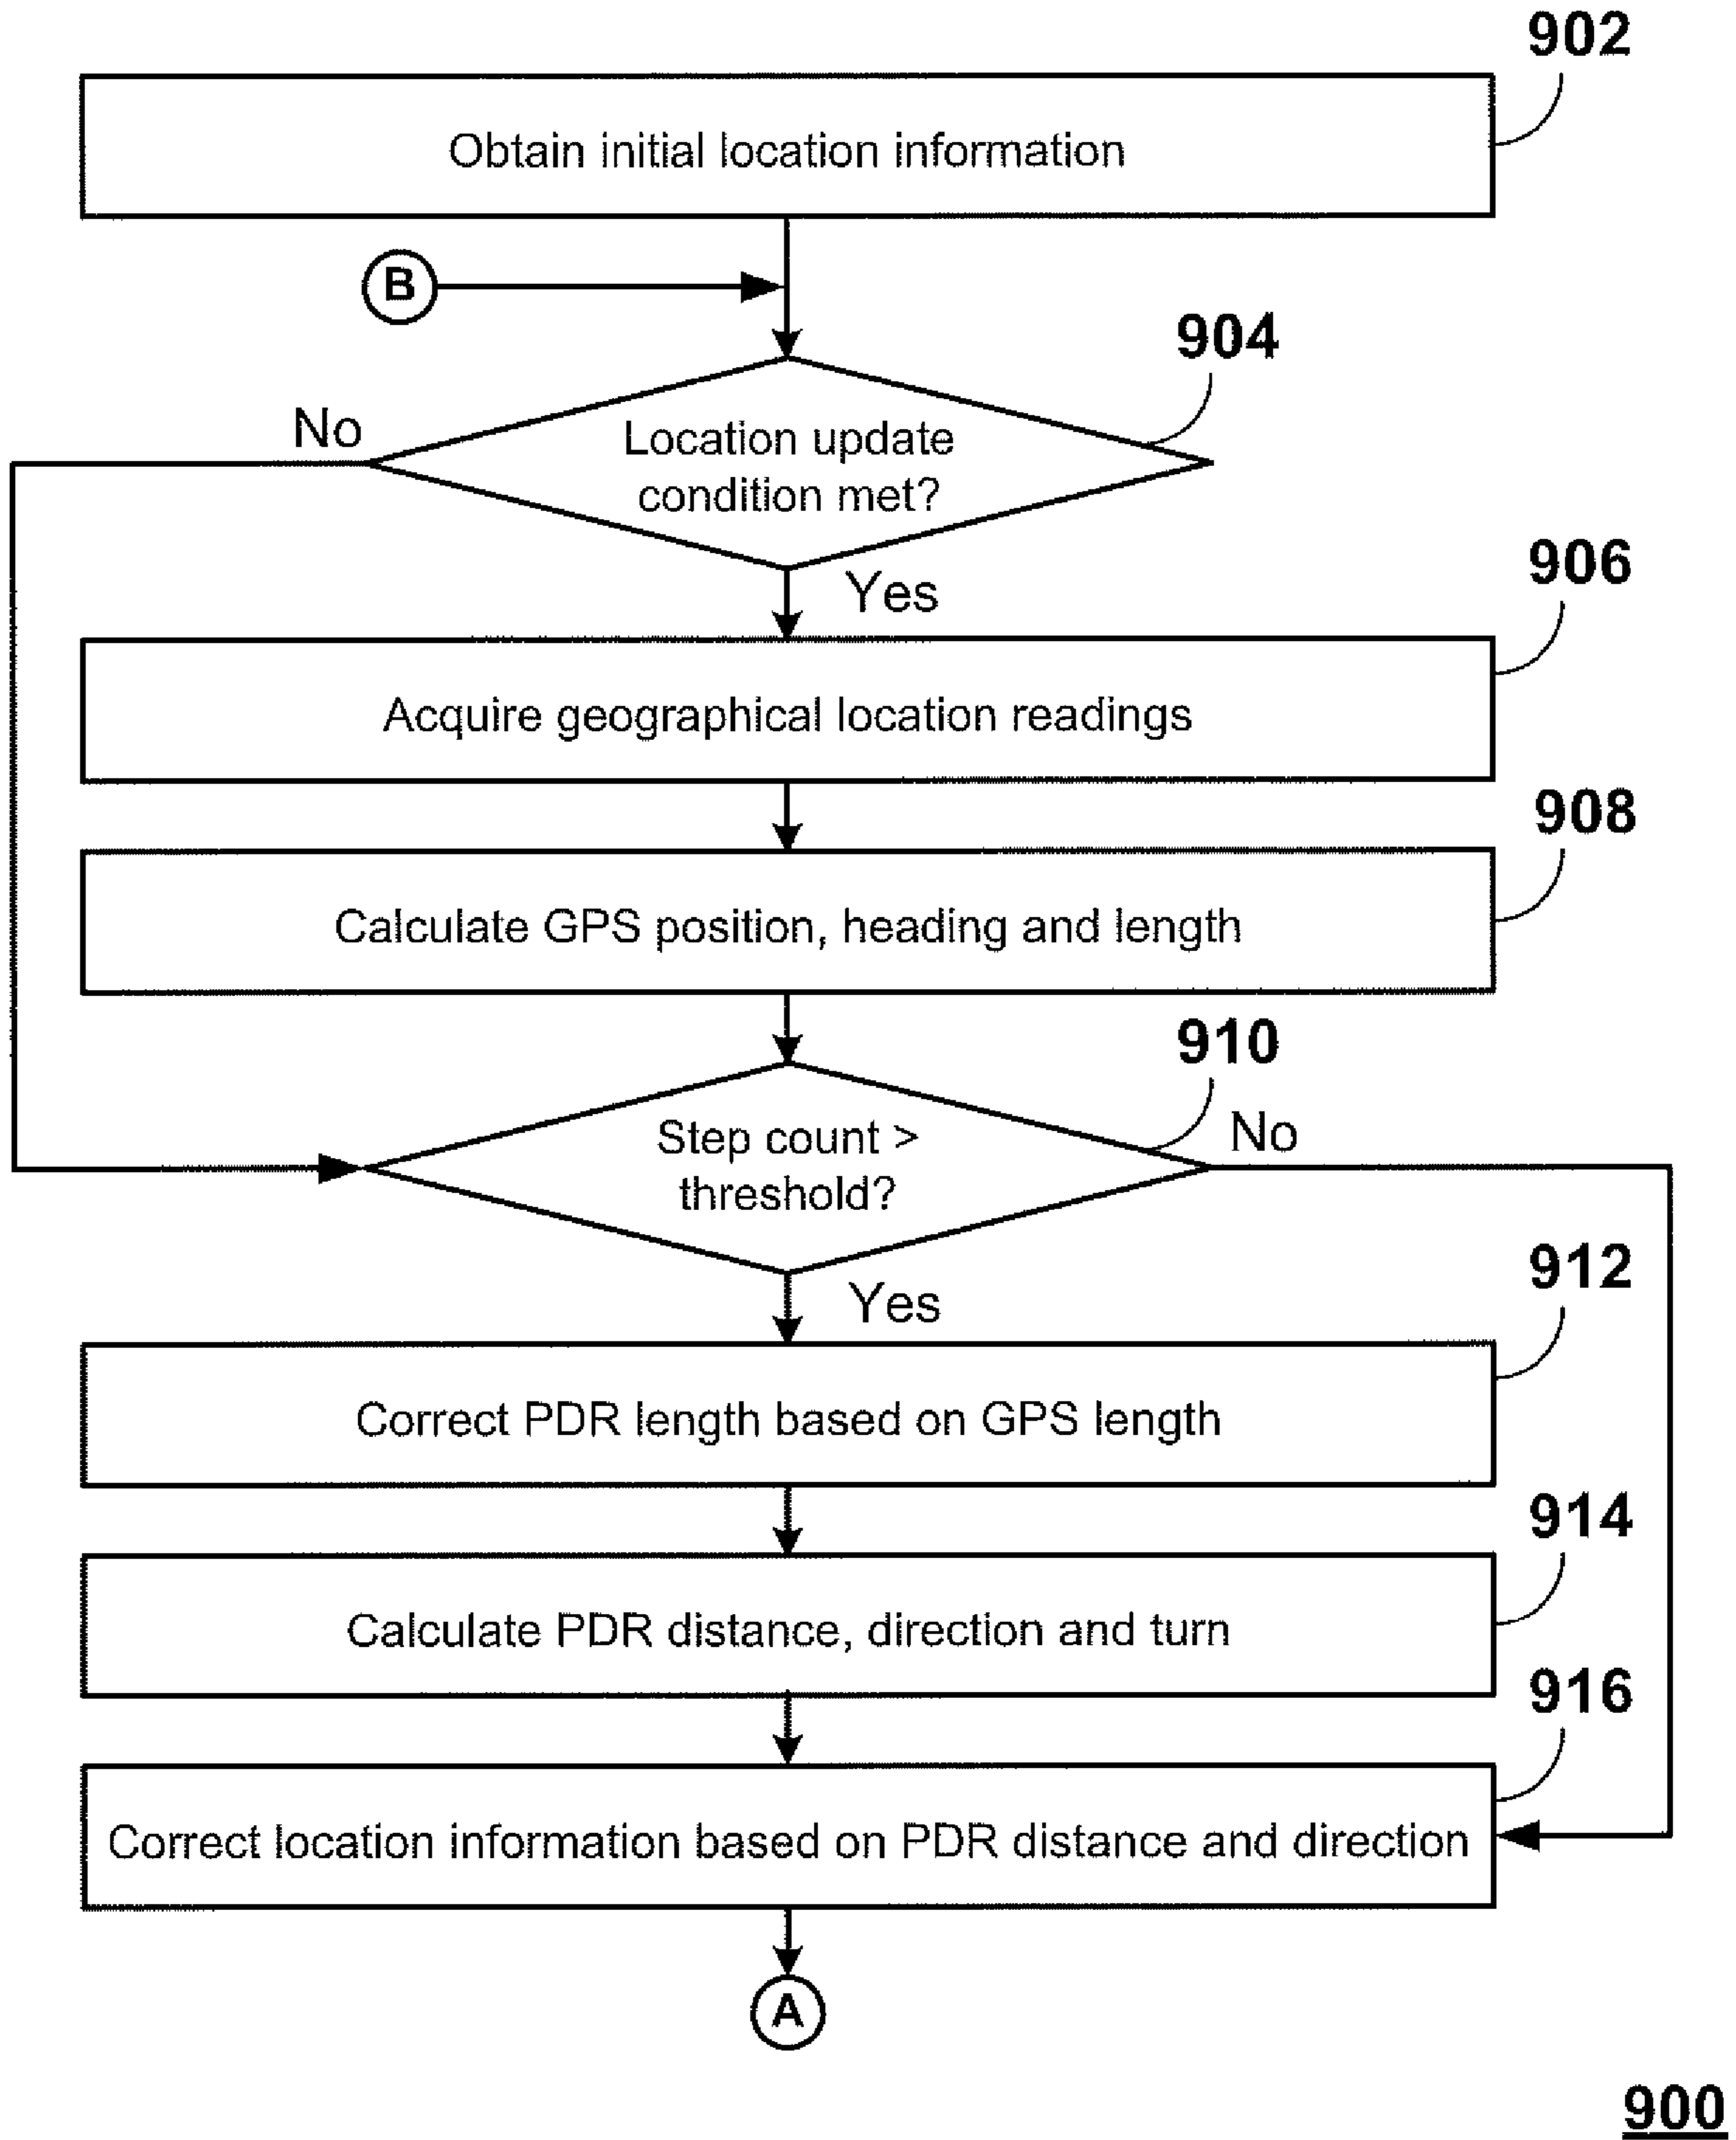 902
Obtain initial location information
B
904
No
Location update
condition met?
Yes
906
Acquire geographical location readings
908
Calculate GPS position, heading and length
910
No
Step count >
threshold?
Yes
912
Correct PDR length based on GPS length
914
Calculate PDR distance, direction and turn
916
Correct location information based on PDR distance and direction
A
900